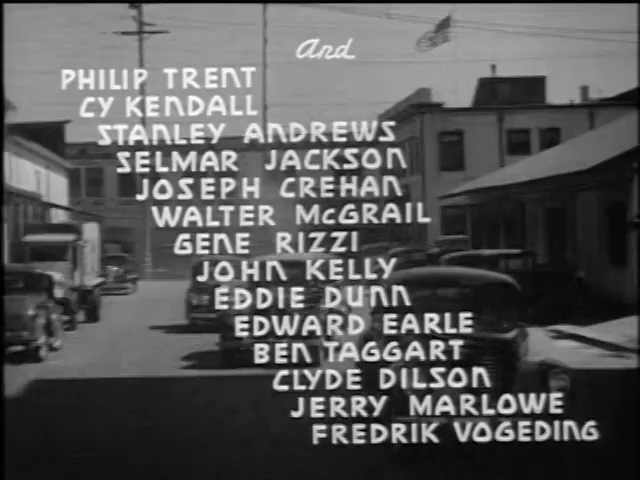 And
PHILIP TRENT
CY KENDALL
STANLEY ANDREWS
SELMAR JACKSON
JOSEPH CREHAN
WALTER McGRAIL
GENE RIZZI
JOHN KELLY
EDDIE DUNN
EDWARD EARLE
BEN TAGGART
CLYDE DILSON
JERRY MARLOWE
FREDRIK VOGEDING